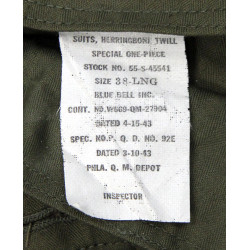 SUITS, HERRINGBONE TWILL
SPECIAL ONE-PIECE
STOCK NO. 55-S-45541
SIZE 38-LNG
BLUE BELL INC.
CONT. NO.W669-QM-27904
DATED 4-15-43
SPEC. NO.P. Q. D. NO. 92E
DATED 3-10-43
PHLA. Q. M. DEPOT
INSPECTOR